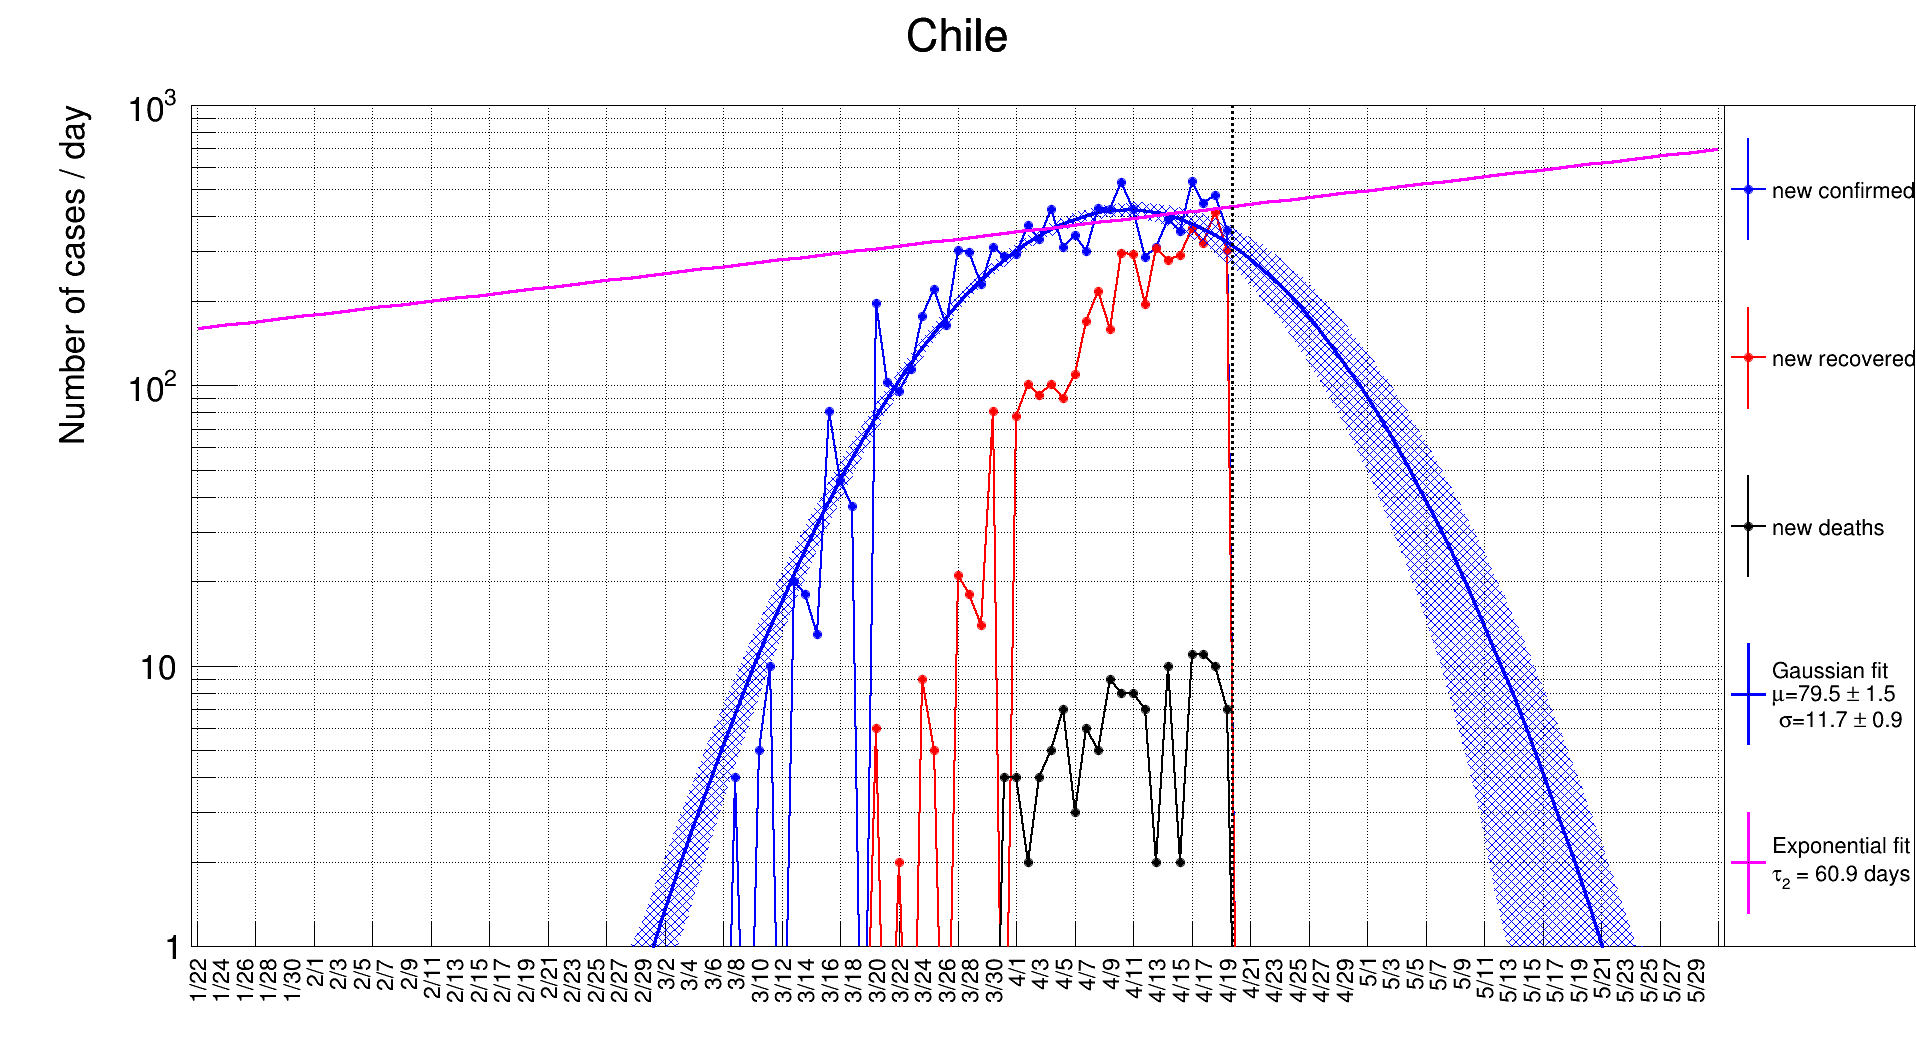 Chile
Number of cases / day
10³
10²
10
1
1/22 1/24 1/26 1/28 1/30 2/1 2/3 2/5 2/7 2/9 2/11 2/13 2/15 2/17 2/19 2/21 2/23 2/25 2/27 2/29 3/2 3/4 3/6 3/8 3/10 3/12 3/14 3/16 3/18 3/20 3/22 3/24 3/26 3/28 3/30 4/1 4/3 4/5 4/7 4/9 4/11 4/13 4/15 4/17 4/19 4/21 4/23 4/25 4/27 4/29 5/1 5/3 5/5 5/7 5/9 5/11 5/13 5/15 5/17 5/19 5/21 5/23 5/25 5/27 5/29
new confirmed
new recovered
new deaths
Gaussian fit
μ=79.5 ± 1.5
σ=11.7 ± 0.9
Exponential fit
τ₂ = 60.9 days